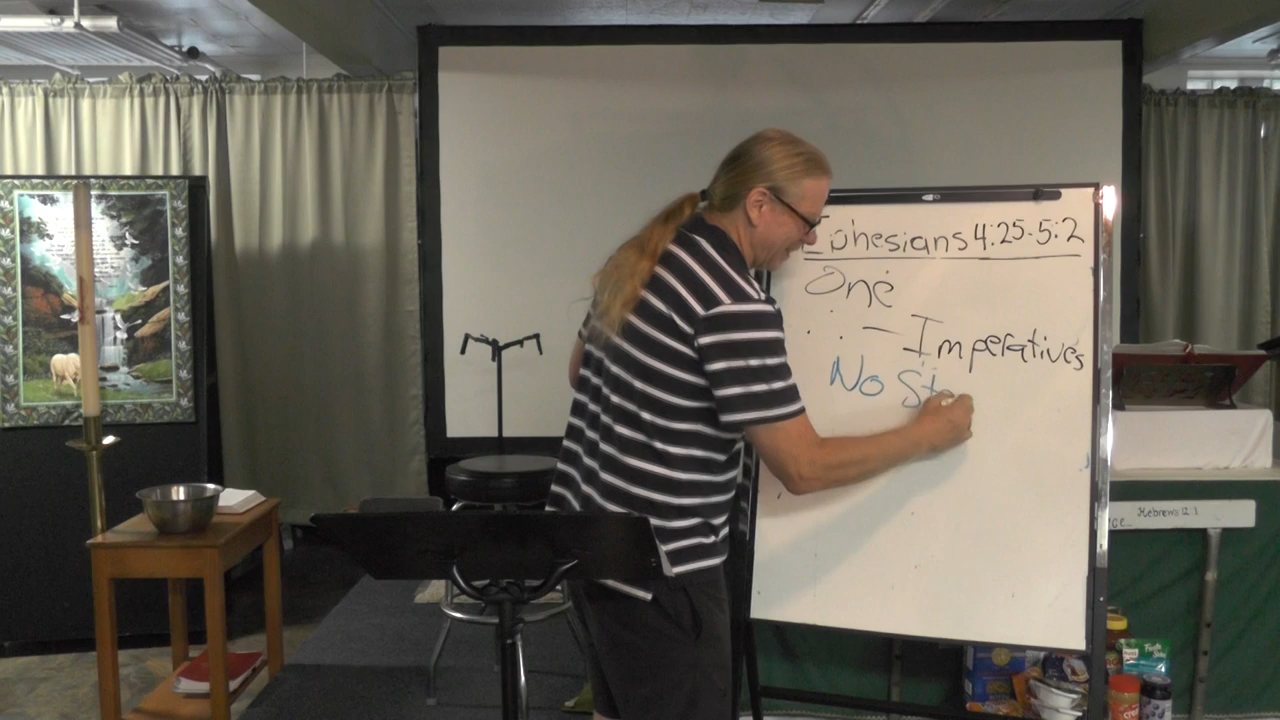 Ephesians 4:25-5:2
One
- Imperatives
No St
Hebrews 12:1